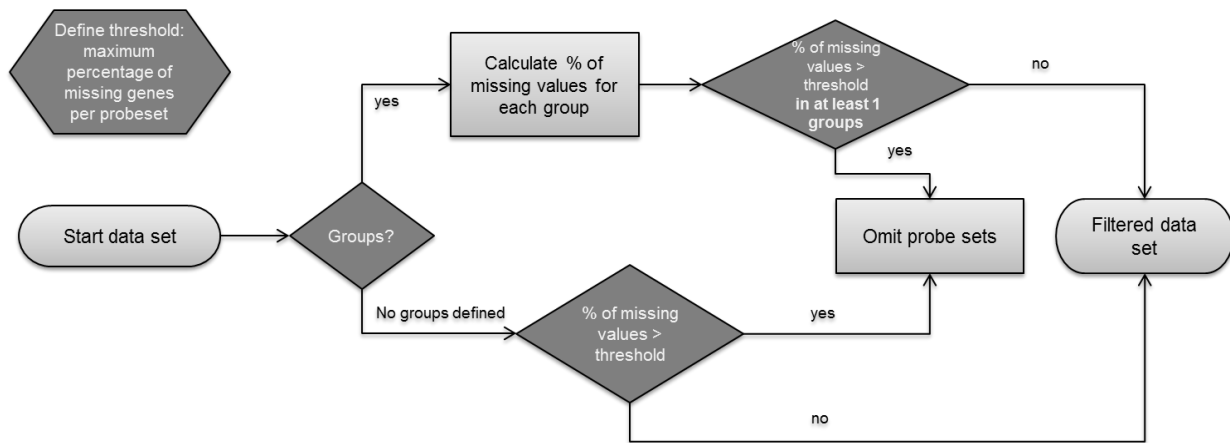 Define threshold:
maximum
percentage of
missing genes
per probeset
yes
Calculate % of
missing values for
each group
% of missing
values >
threshold
in at least 1
groups
no
yes
Start data set
Groups?
Omit probe sets
Filtered data
set
No groups defined
% of missing
values >
threshold
yes
no